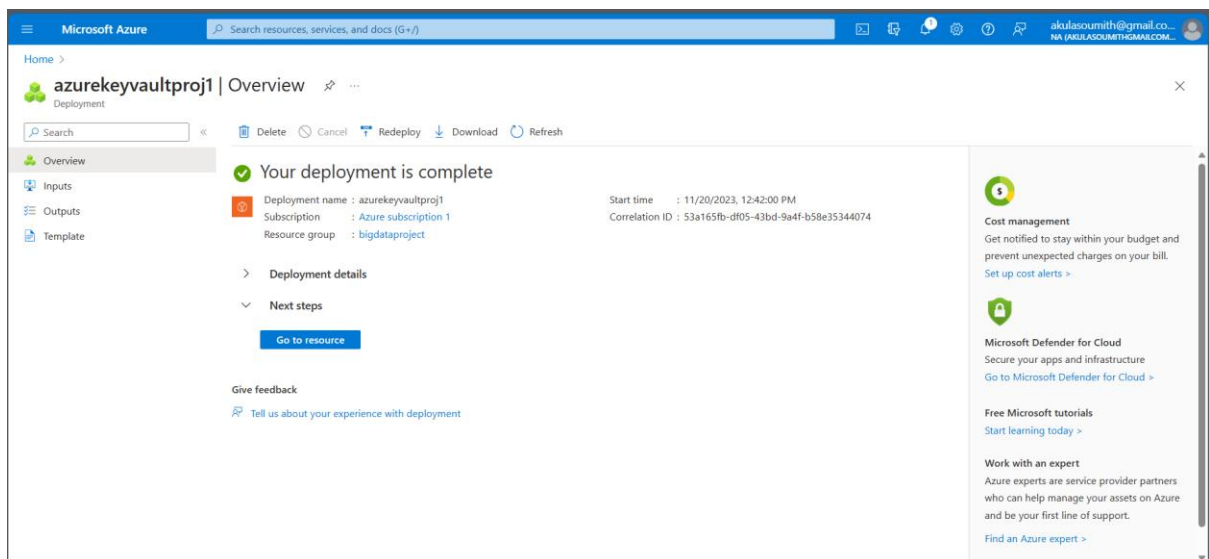 Microsoft Azure
Search resources, services, and docs (G+/)
1
akulasoumith@gmail.co...
NA (AKULASOUMITHGMAILCOM...
Home >
azurekeyvaultproj1 | Overview ...
Deployment
Search
«
Delete Cancel Redeploy Download Refresh
Overview
Inputs
Outputs
Template
Your deployment is complete
Deployment name : azurekeyvaultproj1
Subscription : Azure subscription 1
Resource group : bigdataproject
Start time : 11/20/2023, 12:42:00 PM
Correlation ID : 53a165fb-df05-43bd-9a4f-b58e35344074
Deployment details
Next steps
Go to resource
Give feedback
Tell us about your experience with deployment
$
Cost management
Get notified to stay within your budget and
prevent unexpected charges on your bill.
Set up cost alerts >
Microsoft Defender for Cloud
Secure your apps and infrastructure
Go to Microsoft Defender for Cloud >
Free Microsoft tutorials
Start learning today >
Work with an expert
Azure experts are service provider partners
who can help manage your assets on Azure
and be your first line of support.
Find an Azure expert >